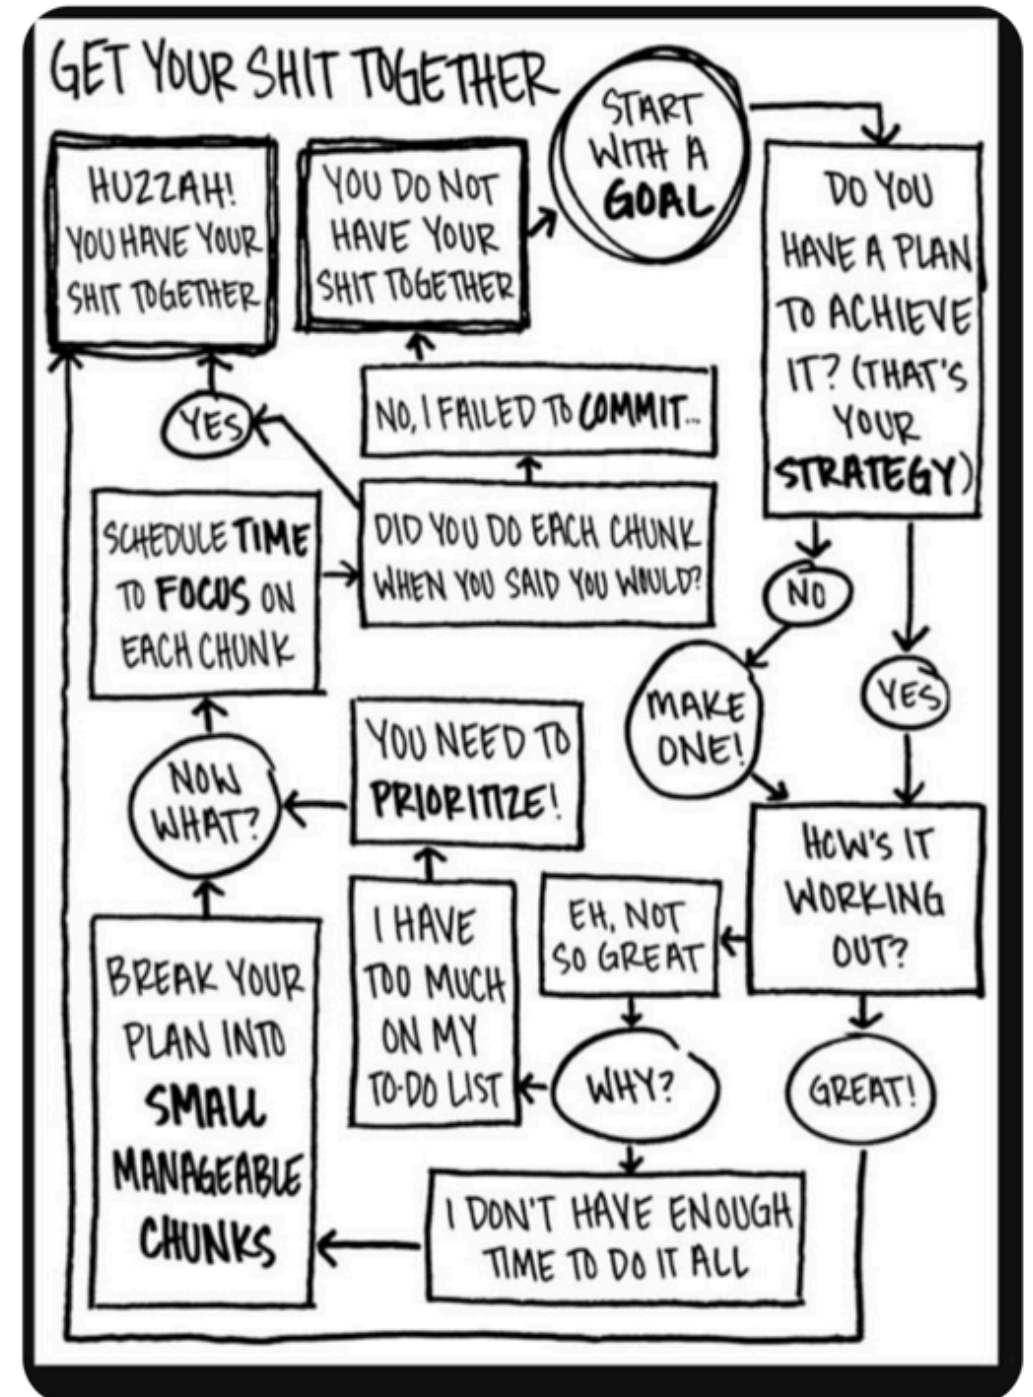 GET YOUR SHIT TOGETHER
START
WITH A
GOAL
HUZZAH!
YOU HAVE YOUR
SHIT TOGETHER
YOU DO NOT
HAVE YOUR
SHIT TOGETHER
DO YOU
HAVE A PLAN
TO ACHIEVE
IT? (THAT'S
YOUR
STRATEGY)
NO, I FAILED TO COMMIT...
YES
SCHEDULE TIME
TO FOCUS ON
EACH CHUNK
DID YOU DO EACH CHUNK
WHEN YOU SAID YOU WOULD?
NO
MAKE
ONE!
YES
YOU NEED TO
PRIORITIZE!
NOW
WHAT?
HOW'S IT
WORKING
OUT?
EH, NOT
SO GREAT
I HAVE
TOO MUCH
ON MY
TO-DO LIST
BREAK YOUR
PLAN INTO
SMALL
MANAGEABLE
CHUNKS
WHY?
GREAT!
I DON'T HAVE ENOUGH
TIME TO DO IT ALL